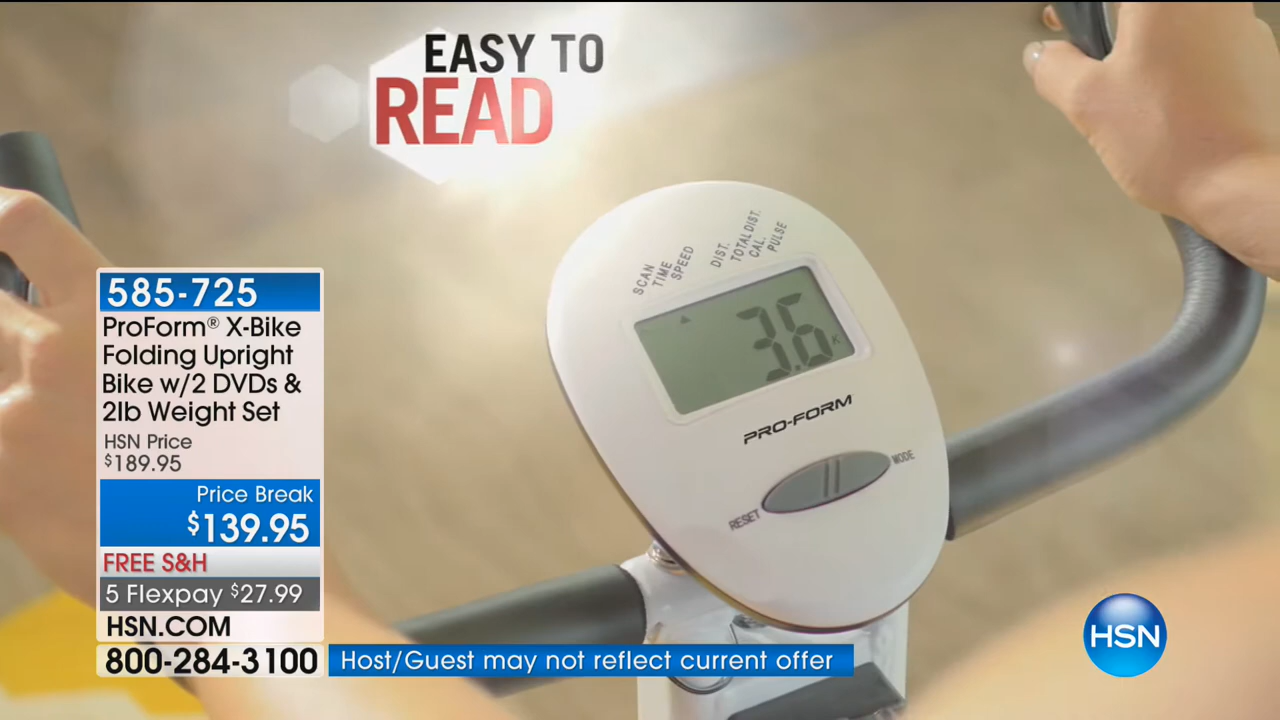 EASY TO
READ
SCAN
TIME
SPEED
DIST.
TOTAL DIST.
CAL.
PULSE
3.6
K
PRO-FORM
MODE
RESET
585-725
ProForm® X-Bike
Folding Upright
Bike w/2 DVDs &
2lb Weight Set
HSN Price
$189.95
Price Break
$139.95
FREE S&H
5 Flexpay $27.99
HSN.COM
800-284-3100
Host/Guest may not reflect current offer
HSN